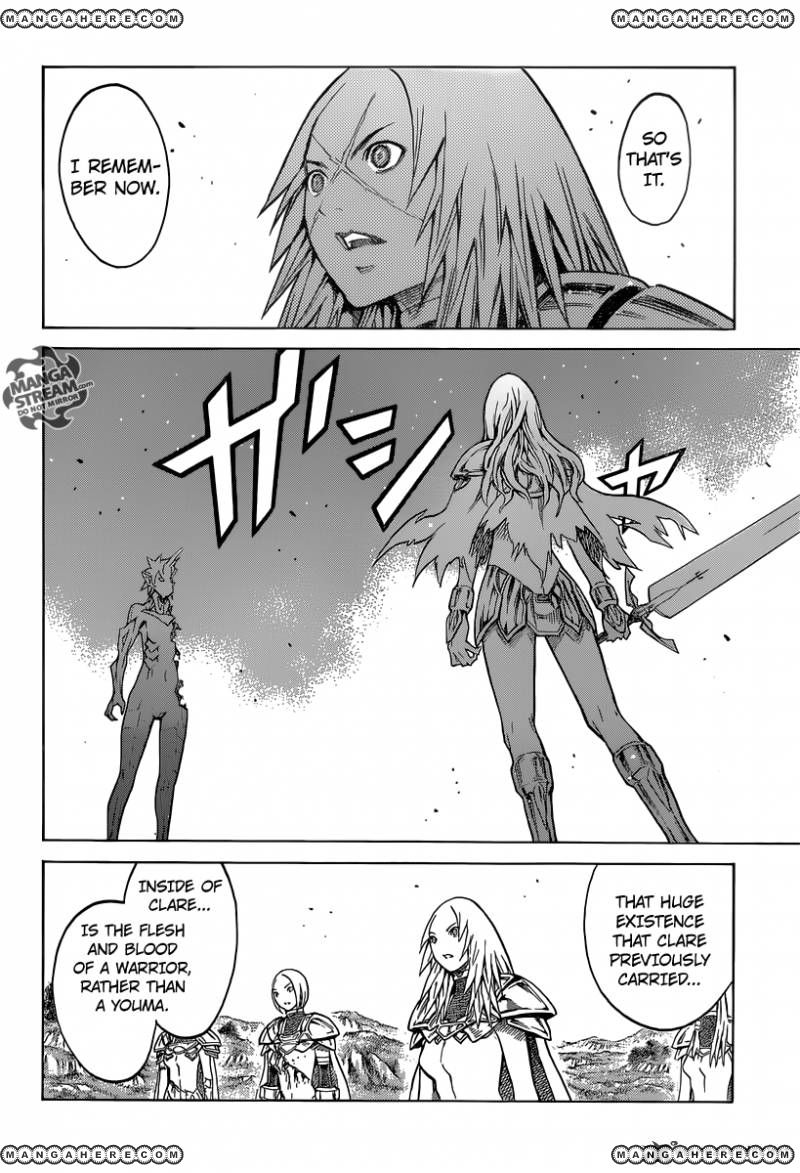 MANGAHERE.COM
MANGAHERE.COM
SO
THAT'S
IT.
I REMEM-
BER NOW.
MANGA
STREAM.com
DO NOT MIRROR
ガシャ
THAT HUGE
EXISTENCE
THAT CLARE
PREVIOUSLY
CARRIED...
INSIDE OF
CLARE...
IS THE FLESH
AND BLOOD
OF A WARRIOR,
RATHER THAN
A YOUMA.
MANGAHERE.COM
MANGAHERE.COM